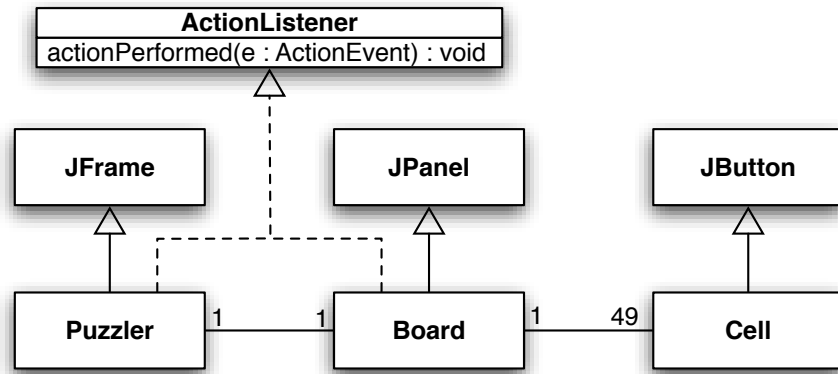 ActionListener
actionPerformed(e : ActionEvent) : void
JFrame
JPanel
JButton
Puzzler
1
1
Board
1
49
Cell